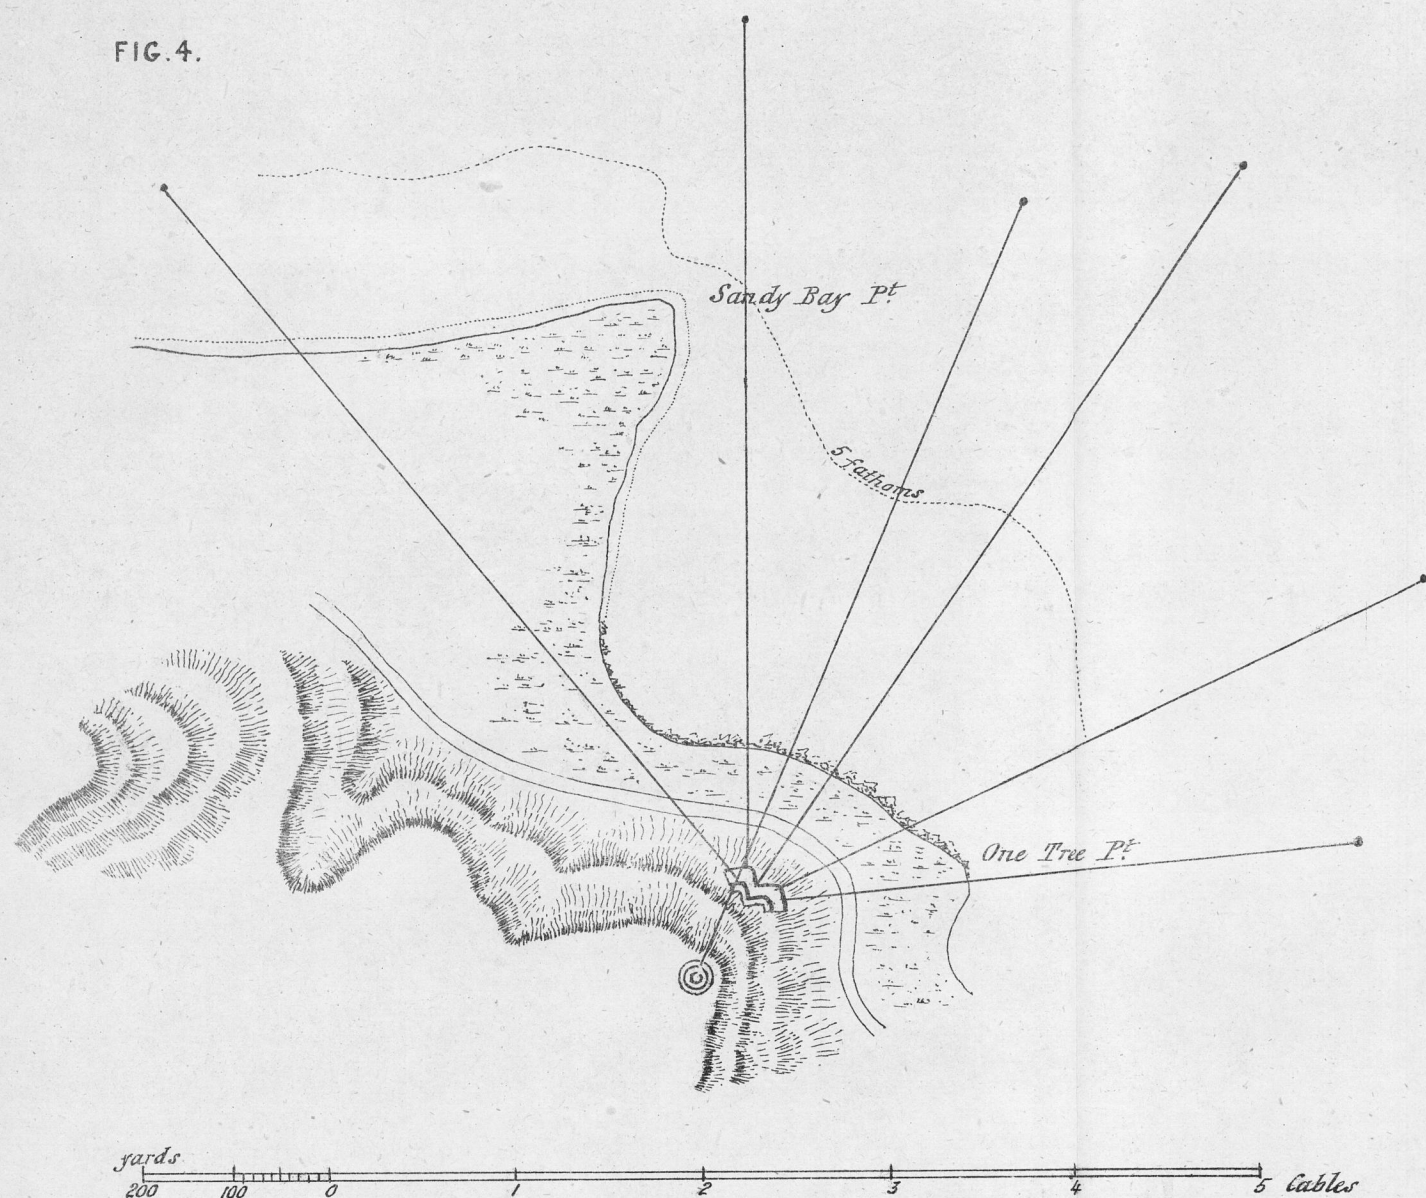 FIG. 4.
Sandy Bay Pt.
5 fathoms
One Tree Pt.
yards
200 100 0 1 2 3 4 5 Cables